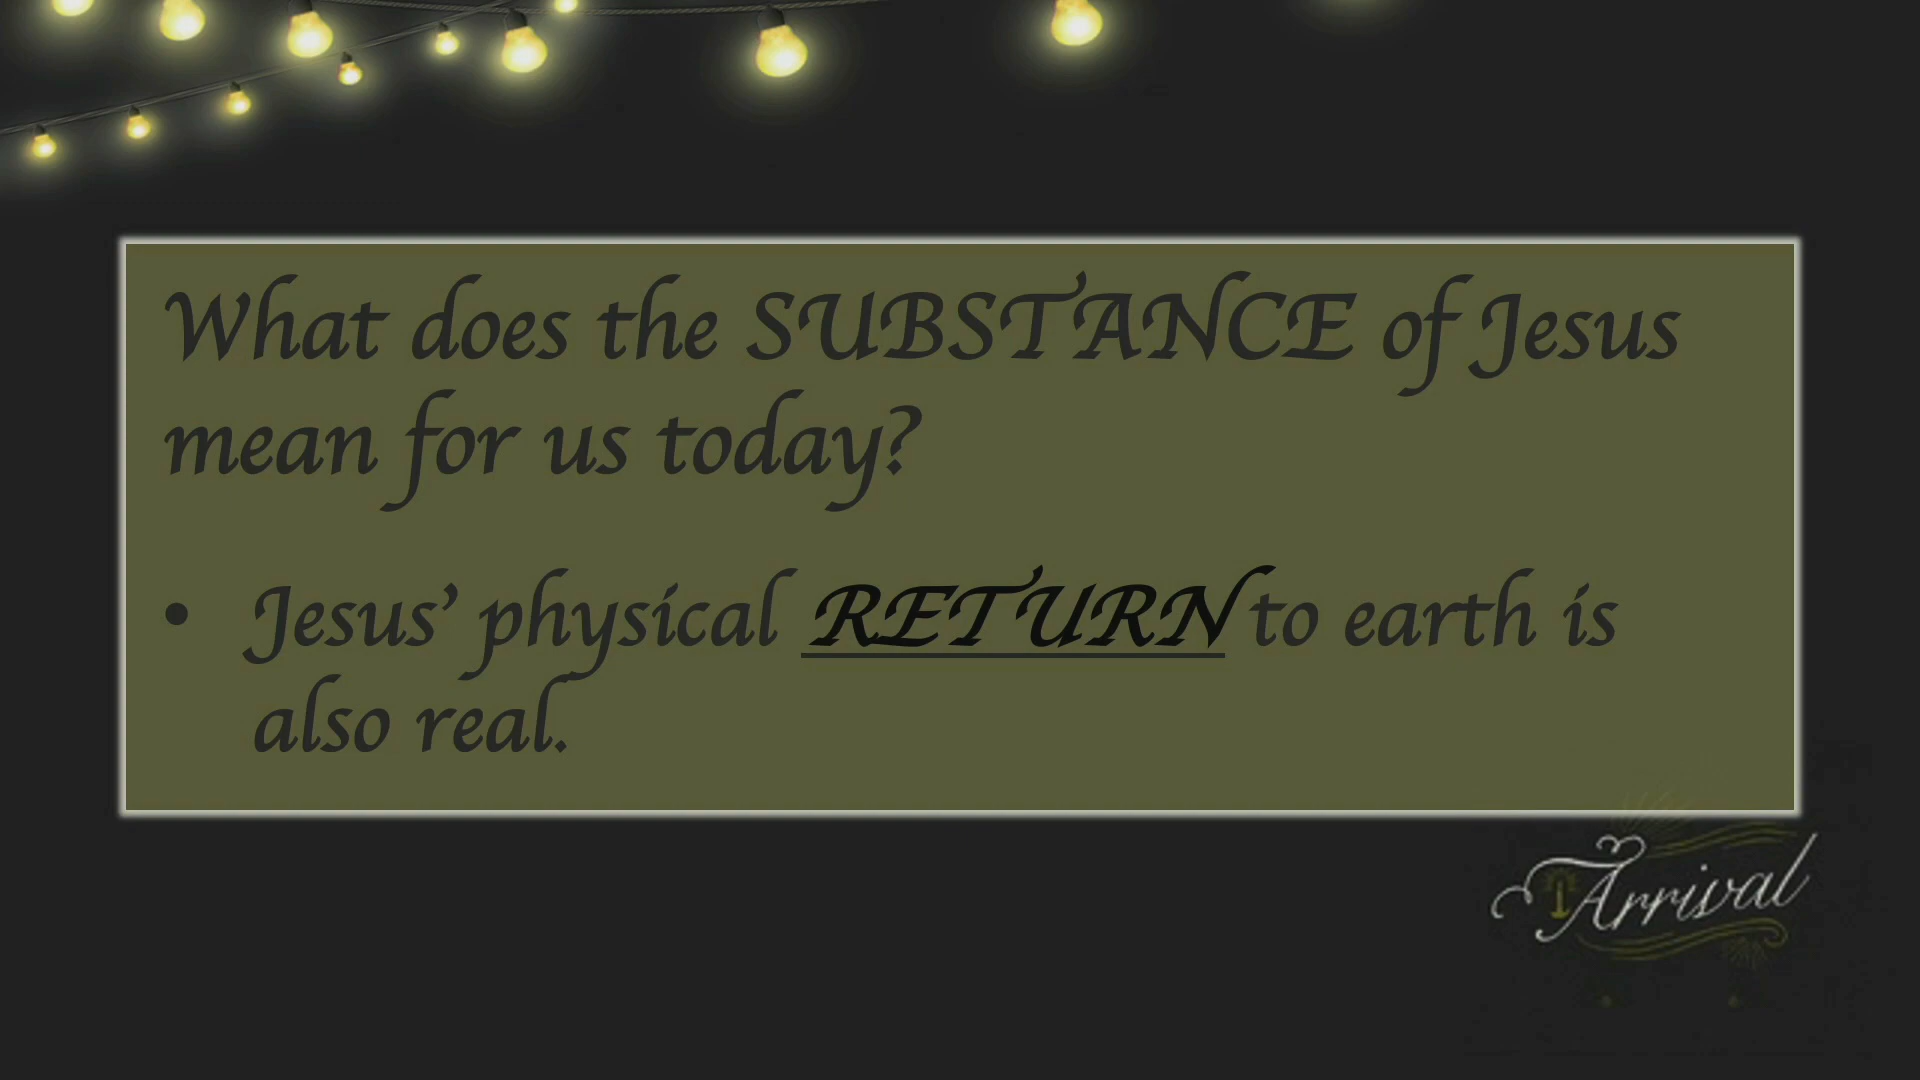 What does the SUBSTANCE of Jesus
mean for us today?
• Jesus’ physical RETURN to earth is
also real.
Arrival